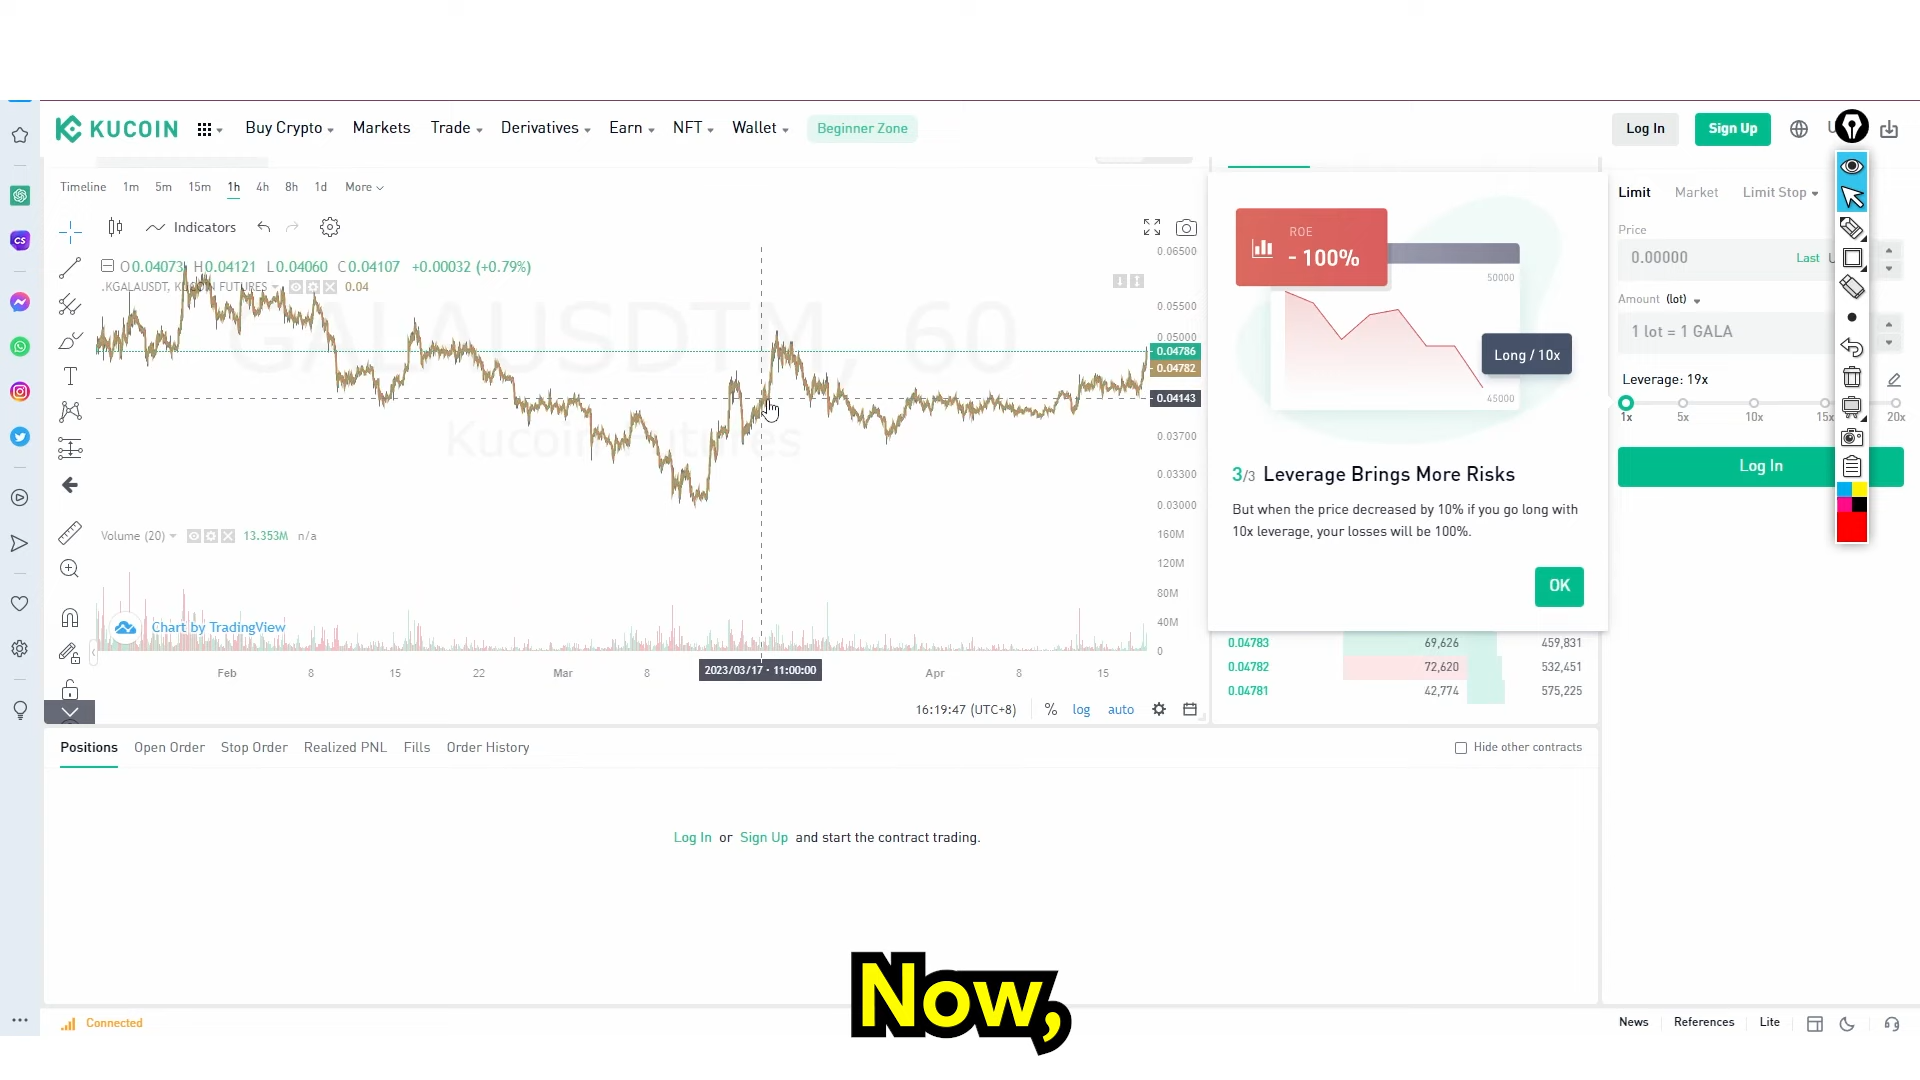 KUCOIN
Buy Crypto Markets Trade Derivatives Earn NFT Wallet Beginner Zone Log In Sign Up
Timeline 1m 5m 15m 1h 4h 8h 1d More
Limit Market Limit Stop
Indicators
Price
0.00000 Last
O0.04073 H0.04121 L0.04060 C0.04107 +0.00032 (+0.79%)
.KGALAUSDT, KUCOIN FUTURES 0.04
GALAUSDTM, 60
Kucoin Futures
0.06500
0.05500
0.05000
0.04786
0.04782
0.04143
0.03700
0.03300
0.03000
ROE
- 100%
50000
Long / 10x
45000
3/3 Leverage Brings More Risks
But when the price decreased by 10% if you go long with
10x leverage, your losses will be 100%.
OK
Amount (lot)
1 lot = 1 GALA
Leverage: 19x
1x 5x 10x 15x 20x
Log In
Volume (20) 13.353M n/a
160M
120M
80M
40M
0
Chart by TradingView
0.04783 69,626 459,831
0.04782 72,620 532,451
0.04781 42,774 575,225
Feb 8 15 22 Mar 8 2023/03/17 · 11:00:00 Apr 8 15
16:19:47 (UTC+8) % log auto
Positions Open Order Stop Order Realized PNL Fills Order History Hide other contracts
Log In or Sign Up and start the contract trading.
Now,
Connected
News References Lite